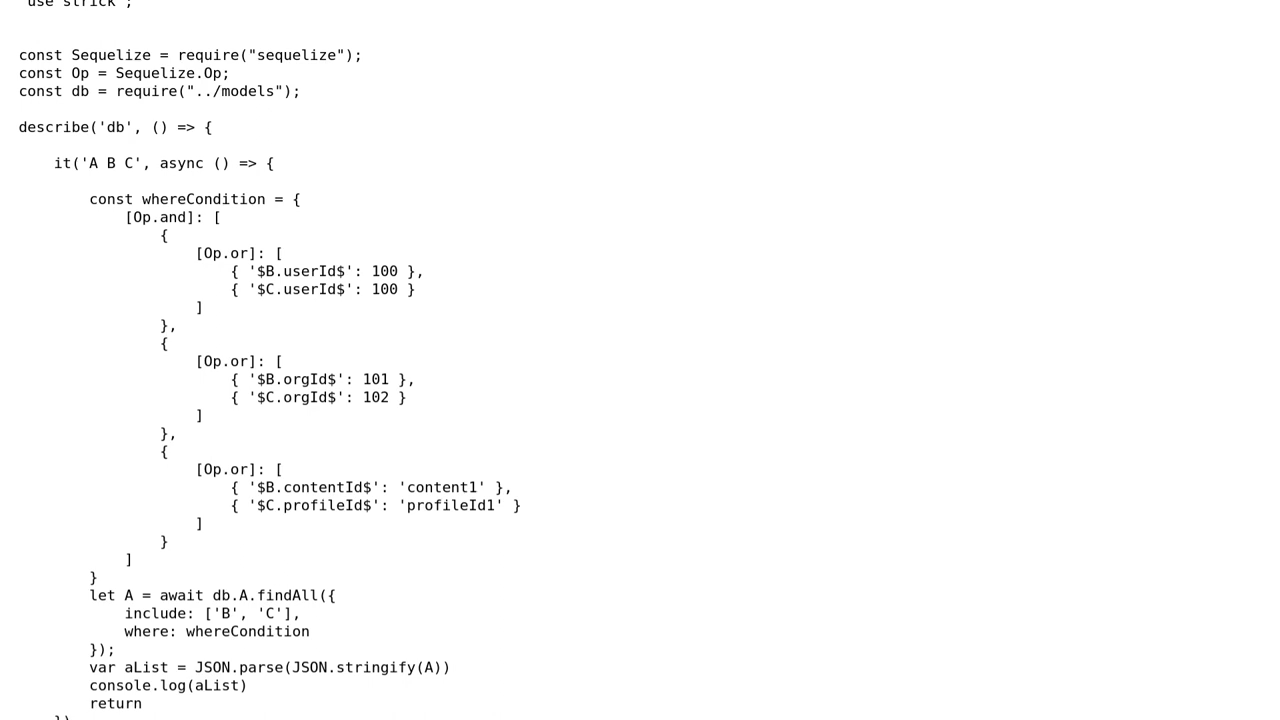 'use strick';
const Sequelize = require("sequelize");
const Op = Sequelize.Op;
const db = require("../models");
describe('db', () => {
    it('A B C', async () => {
        const whereCondition = {
            [Op.and]: [
                {
                    [Op.or]: [
                        { '$B.userId$': 100 },
                        { '$C.userId$': 100 }
                    ]
                },
                {
                    [Op.or]: [
                        { '$B.orgId$': 101 },
                        { '$C.orgId$': 102 }
                    ]
                },
                {
                    [Op.or]: [
                        { '$B.contentId$': 'content1' },
                        { '$C.profileId$': 'profileId1' }
                    ]
                }
            ]
        }
        let A = await db.A.findAll({
            include: ['B', 'C'],
            where: whereCondition
        });
        var aList = JSON.parse(JSON.stringify(A))
        console.log(aList)
        return
    })